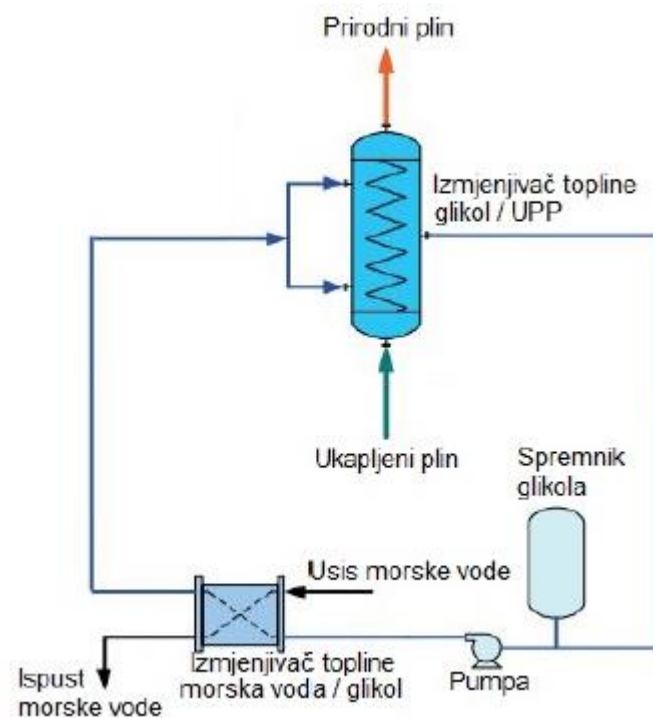 Prirodni plin
Izmjenjivač topline
glikol / UPP
Ukapljeni plin
Spremnik
glikola
Usis morske vode
Izmjenjivač topline
morska voda / glikol
Pumpa
Ispust
morske vode